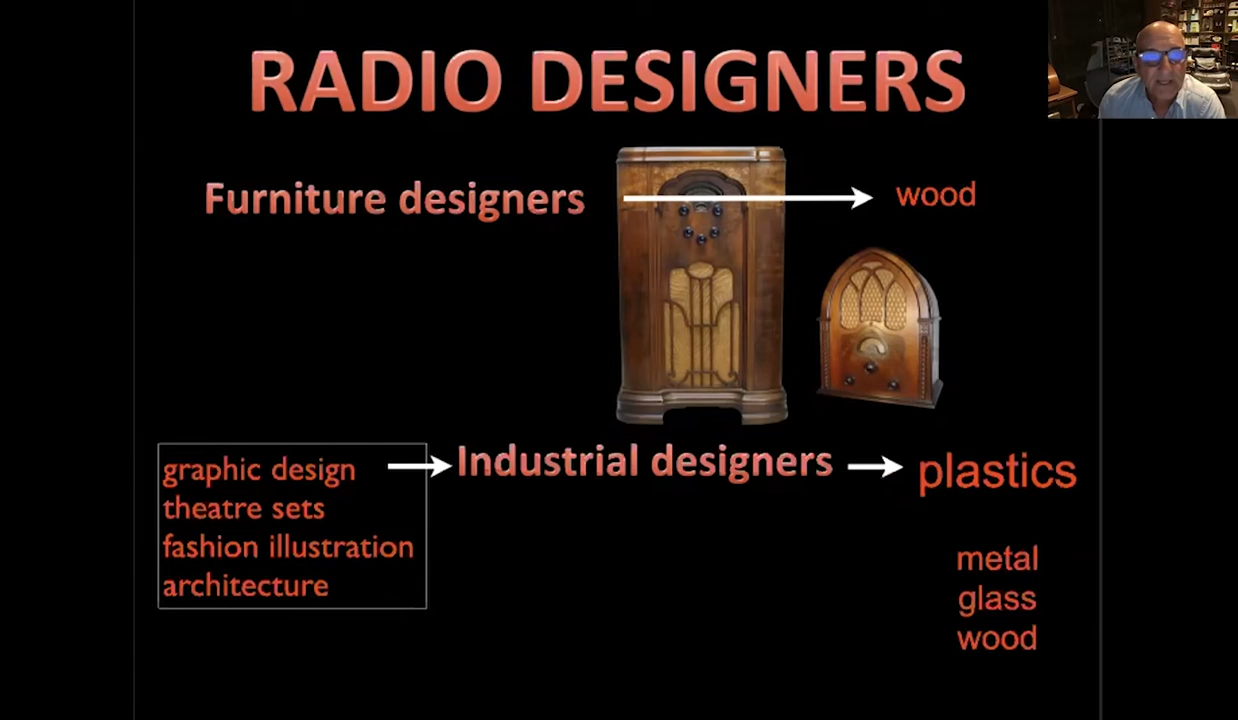 RADIO DESIGNERS
Furniture designers
wood
graphic design
theatre sets
fashion illustration
architecture
Industrial designers
plastics
metal
glass
wood